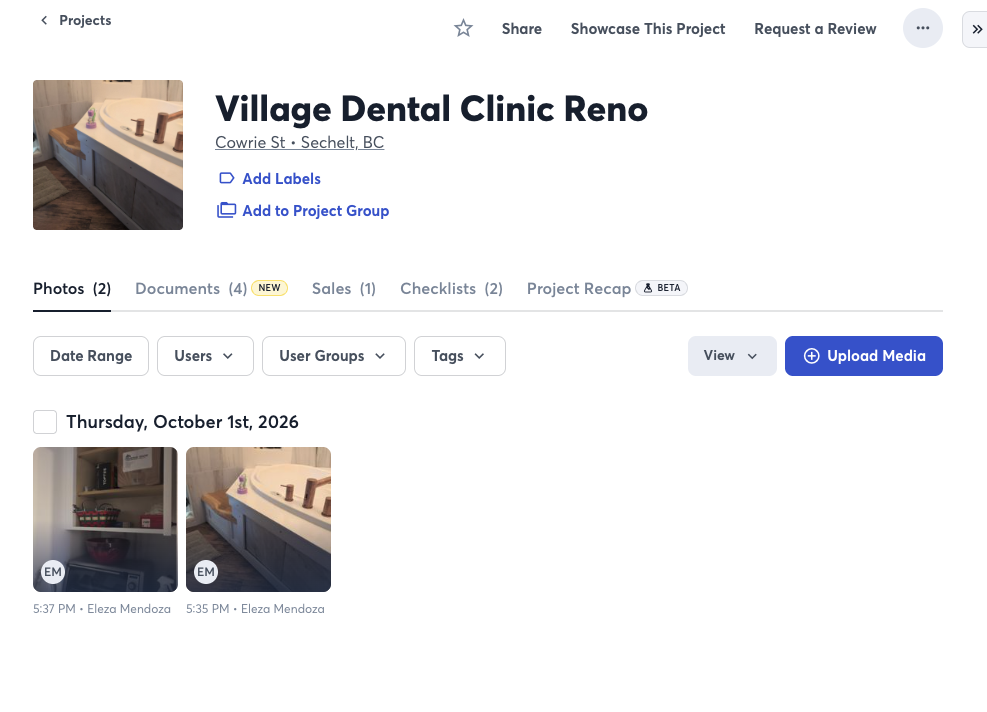 Projects
Share
Showcase This Project
Request a Review
Village Dental Clinic Reno
Cowrie St • Sechelt, BC
Add Labels
Add to Project Group
Photos (2)
Documents (4) NEW
Sales (1)
Checklists (2)
Project Recap BETA
Date Range
Users
User Groups
Tags
View
Upload Media
Thursday, October 1st, 2026
EM
EM
5:37 PM • Eleza Mendoza
5:35 PM • Eleza Mendoza